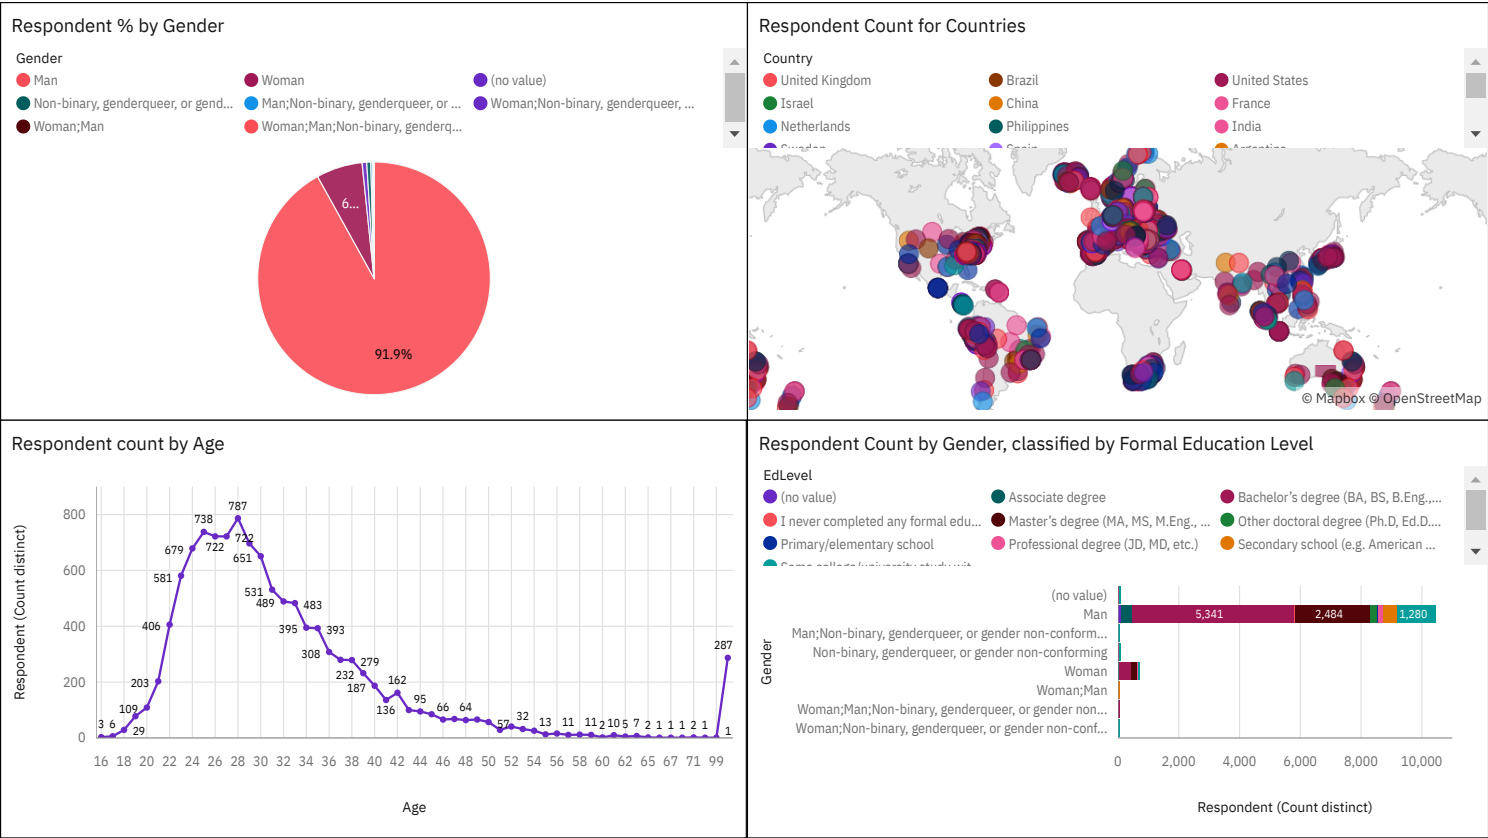 Respondent % by Gender
Gender
Man
Woman
(no value)
Non-binary, genderqueer, or gend...
Man;Non-binary, genderqueer, or ...
Woman;Non-binary, genderqueer, ...
Woman;Man
Woman;Man;Non-binary, genderq...
6...
91.9%
Respondent Count for Countries
Country
United Kingdom
Brazil
United States
Israel
China
France
Netherlands
Philippines
India
Sweden
Spain
Argentina
© Mapbox © OpenStreetMap
Respondent count by Age
Respondent (Count distinct)
800
600
400
200
0
3 6 29 109 203 406 581 679 738 722 787 722 651 531 489 483 395 393 308 279 232 187 136 162 95 66 64 57 32 13 11 11 2 10 5 7 2 1 1 1 2 1 1 287
16 18 20 22 24 26 28 30 32 34 36 38 40 42 44 46 48 50 52 54 56 58 60 62 65 67 71 99
Age
Respondent Count by Gender, classified by Formal Education Level
EdLevel
(no value)
Associate degree
Bachelor's degree (BA, BS, B.Eng.,...
I never completed any formal edu...
Master's degree (MA, MS, M.Eng., ...
Other doctoral degree (Ph.D, Ed.D....
Primary/elementary school
Professional degree (JD, MD, etc.)
Secondary school (e.g. American ...
Some college/university study wit...
Gender
(no value)
Man
5,341
2,484
1,280
Man;Non-binary, genderqueer, or gender non-conform...
Non-binary, genderqueer, or gender non-conforming
Woman
Woman;Man
Woman;Man;Non-binary, genderqueer, or gender non...
Woman;Non-binary, genderqueer, or gender non-conf...
0 2,000 4,000 6,000 8,000 10,000
Respondent (Count distinct)